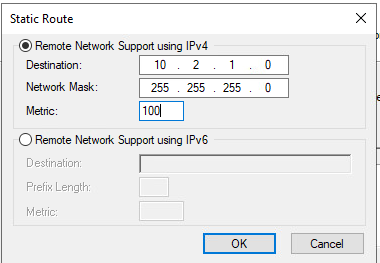 Static Route
Remote Network Support using IPv4
Destination: 10 . 2 . 1 . 0
Network Mask: 255 . 255 . 255 . 0
Metric: 100
Remote Network Support using IPv6
Destination:
Prefix Length:
Metric:
OK Cancel